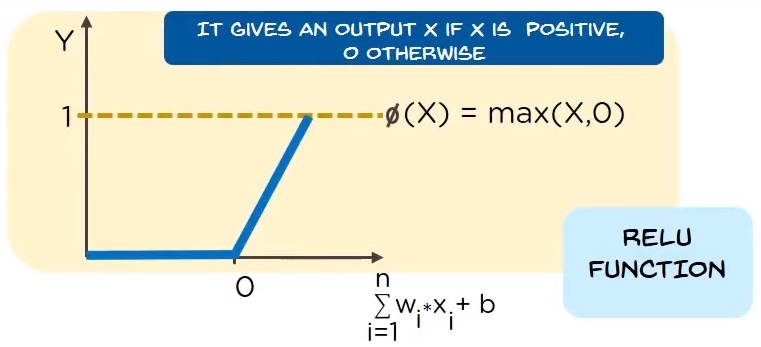 IT GIVES AN OUTPUT X IF X IS POSITIVE,
0 OTHERWISE
Y
1
ϕ(X) = max(X,0)
0
n
∑ wi*xi + b
i=1
RELU
FUNCTION